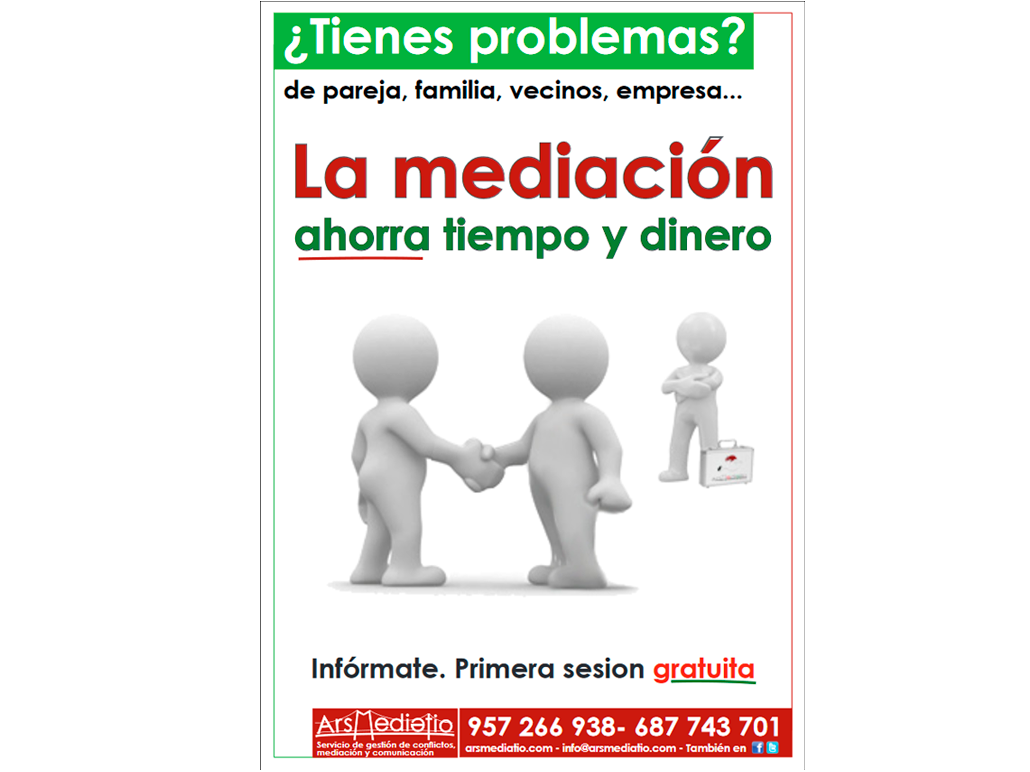 ¿Tienes problemas?
de pareja, familia, vecinos, empresa...
La mediación
ahorra tiempo y dinero
Infórmate. Primera sesion gratuita
ArsMediatio
Servicio de gestión de conflictos,
mediación y comunicación
957 266 938- 687 743 701
arsmediatio.com - info@arsmediatio.com - También en